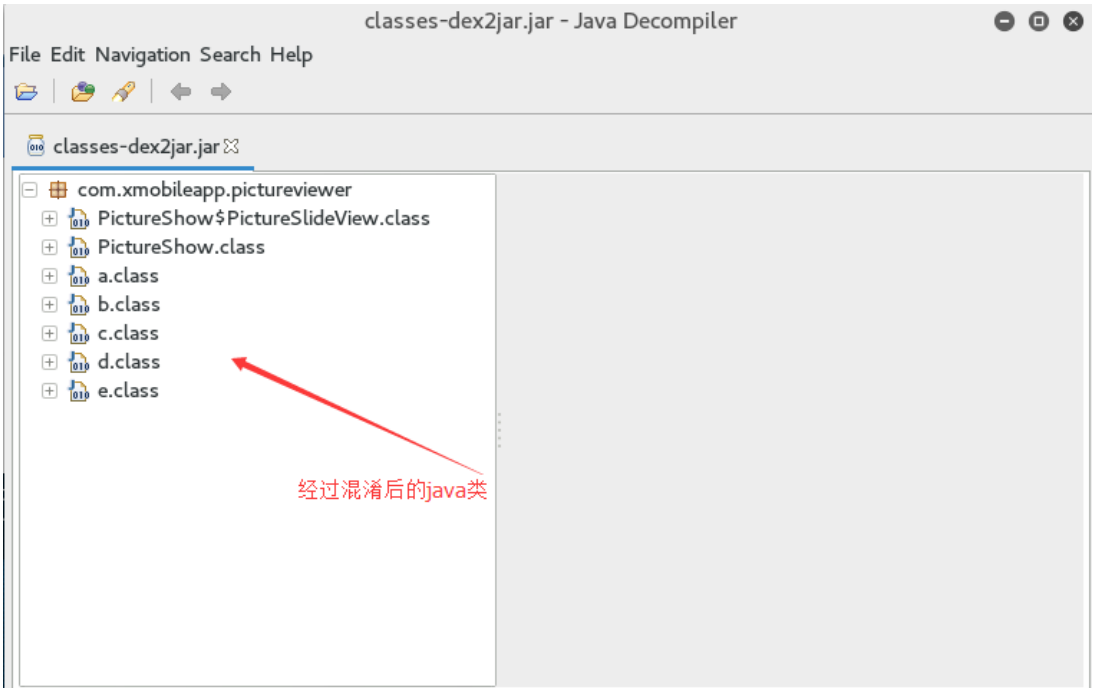 classes-dex2jar.jar - Java Decompiler
File Edit Navigation Search Help
classes-dex2jar.jar
com.xmobileapp.pictureviewer
PictureShow$PictureSlideView.class
PictureShow.class
a.class
b.class
c.class
d.class
e.class
经过混淆后的java类